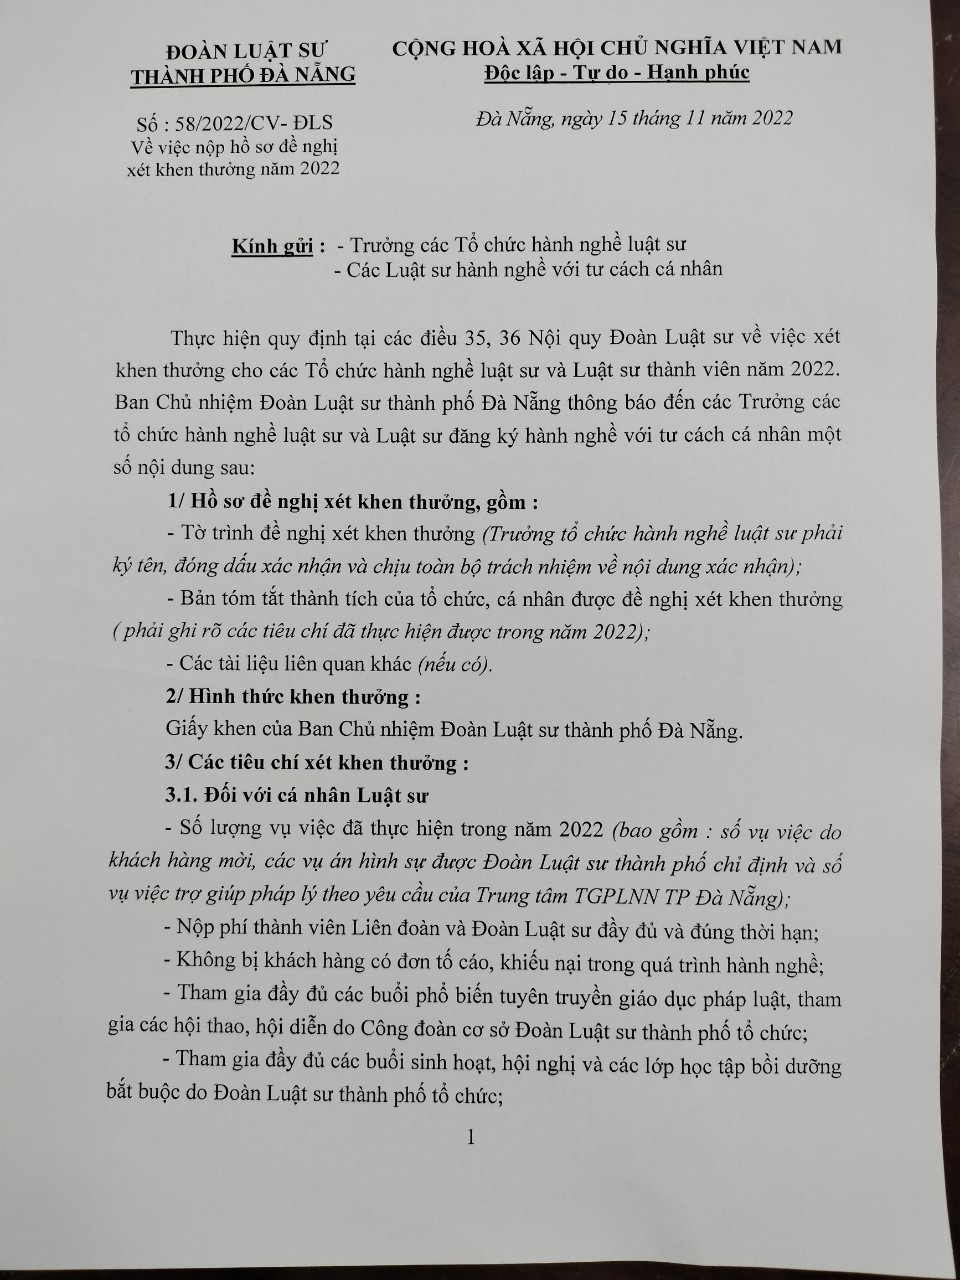 ĐOÀN LUẬT SƯ
THÀNH PHỐ ĐÀ NẴNG
CỘNG HOÀ XÃ HỘI CHỦ NGHĨA VIỆT NAM
Độc lập - Tự do - Hạnh phúc
Số : 58/2022/CV- ĐLS
Về việc nộp hồ sơ đề nghị
xét khen thưởng năm 2022
Đà Nẵng, ngày 15 tháng 11 năm 2022
Kính gửi : - Trưởng các Tổ chức hành nghề luật sư
- Các Luật sư hành nghề với tư cách cá nhân
Thực hiện quy định tại các điều 35, 36 Nội quy Đoàn Luật sư về việc xét
khen thưởng cho các Tổ chức hành nghề luật sư và Luật sư thành viên năm 2022.
Ban Chủ nhiệm Đoàn Luật sư thành phố Đà Nẵng thông báo đến các Trưởng các
tổ chức hành nghề luật sư và Luật sư đăng ký hành nghề với tư cách cá nhân một
số nội dung sau:
1/ Hồ sơ đề nghị xét khen thưởng, gồm :
- Tờ trình đề nghị xét khen thưởng (Trưởng tổ chức hành nghề luật sư phải
ký tên, đóng dấu xác nhận và chịu toàn bộ trách nhiệm về nội dung xác nhận);
- Bản tóm tắt thành tích của tổ chức, cá nhân được đề nghị xét khen thưởng
( phải ghi rõ các tiêu chí đã thực hiện được trong năm 2022);
- Các tài liệu liên quan khác (nếu có).
2/ Hình thức khen thưởng :
Giấy khen của Ban Chủ nhiệm Đoàn Luật sư thành phố Đà Nẵng.
3/ Các tiêu chí xét khen thưởng :
3.1. Đối với cá nhân Luật sư
- Số lượng vụ việc đã thực hiện trong năm 2022 (bao gồm : số vụ việc do
khách hàng mời, các vụ án hình sự được Đoàn Luật sư thành phố chỉ định và số
vụ việc trợ giúp pháp lý theo yêu cầu của Trung tâm TGPLNN TP Đà Nẵng);
- Nộp phí thành viên Liên đoàn và Đoàn Luật sư đầy đủ và đúng thời hạn;
- Không bị khách hàng có đơn tố cáo, khiếu nại trong quá trình hành nghề;
- Tham gia đầy đủ các buổi phổ biến tuyên truyền giáo dục pháp luật, tham
gia các hội thao, hội diễn do Công đoàn cơ sở Đoàn Luật sư thành phố tổ chức;
- Tham gia đầy đủ các buổi sinh hoạt, hội nghị và các lớp học tập bồi dưỡng
bắt buộc do Đoàn Luật sư thành phố tổ chức;
1